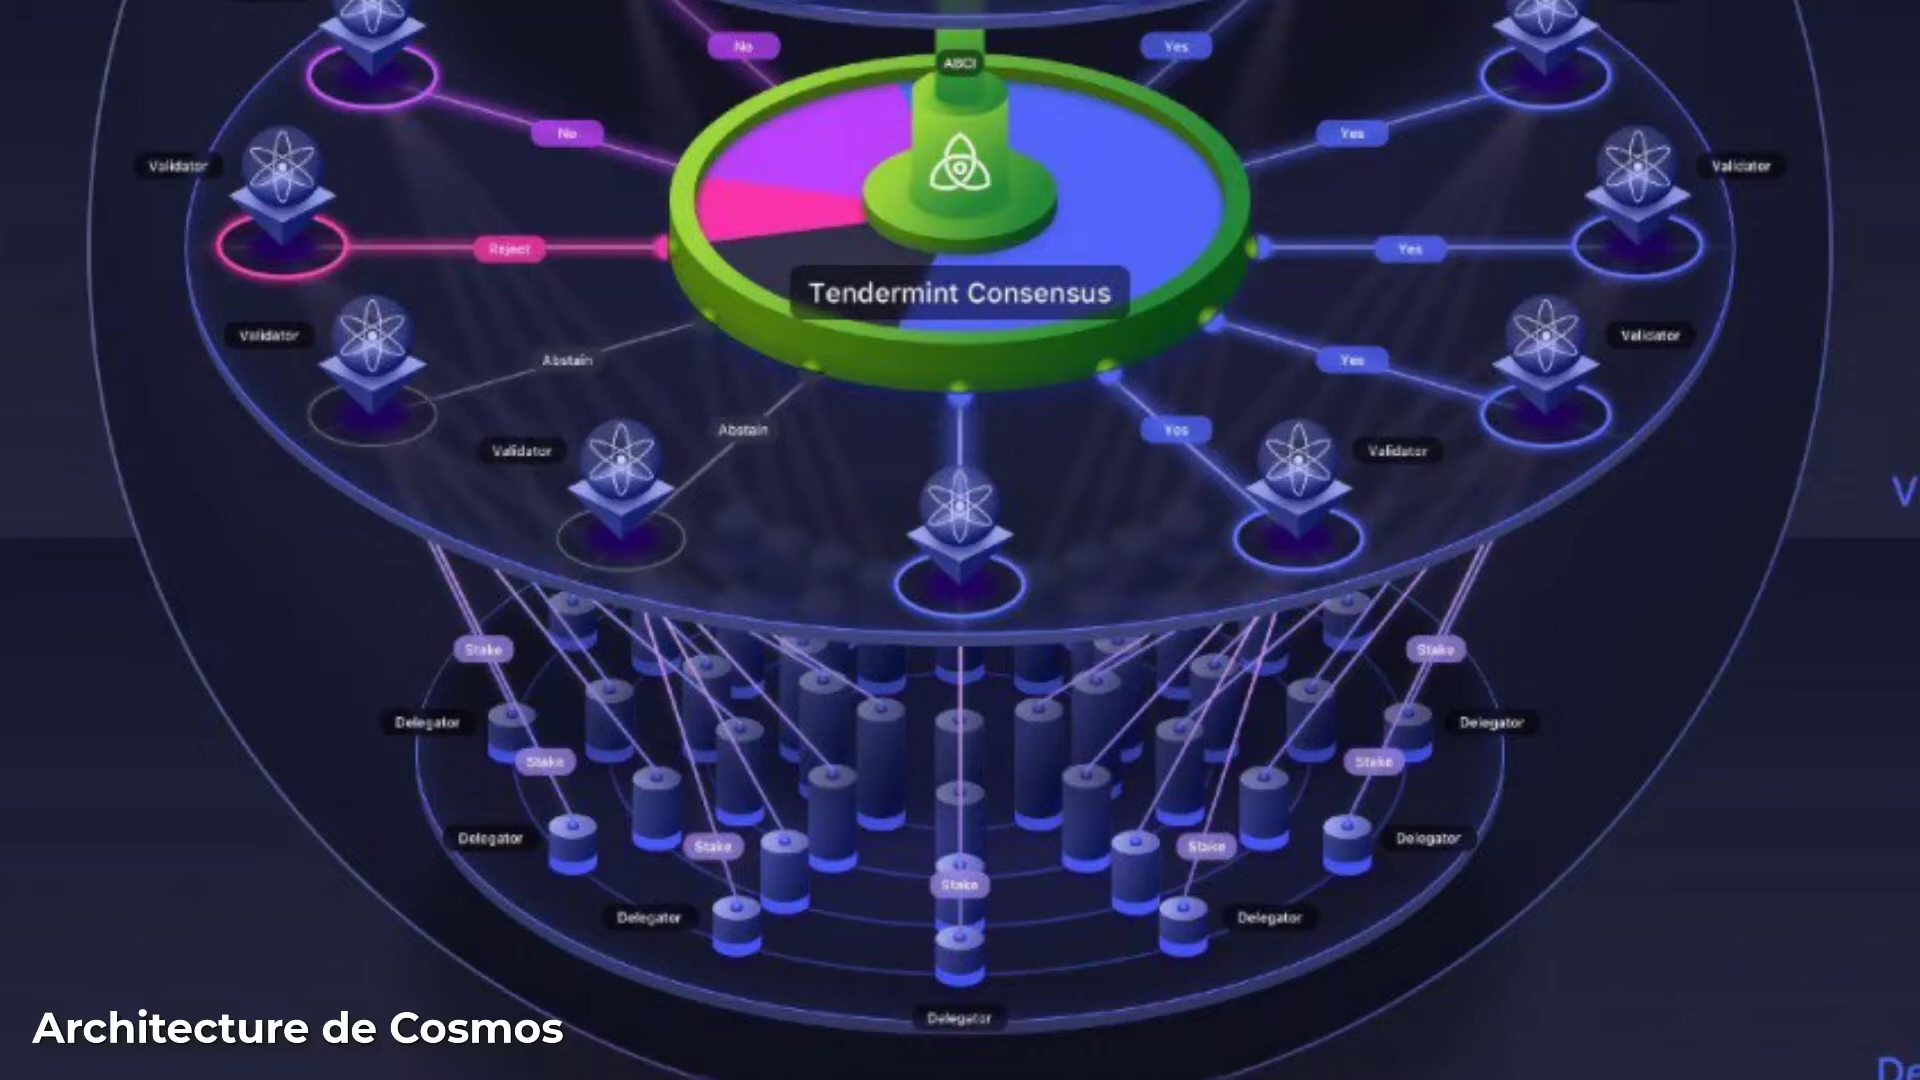 No
ABCI
Yes
No
Yes
Validator
Validator
Reject
Yes
Tendermint Consensus
Validator
Validator
Abstain
Yes
Abstain
Yes
Validator
Validator
Stake
Stake
Delegator
Delegator
Stake
Stake
Delegator
Delegator
Stake
Stake
Stake
Delegator
Delegator
Delegator
Architecture de Cosmos